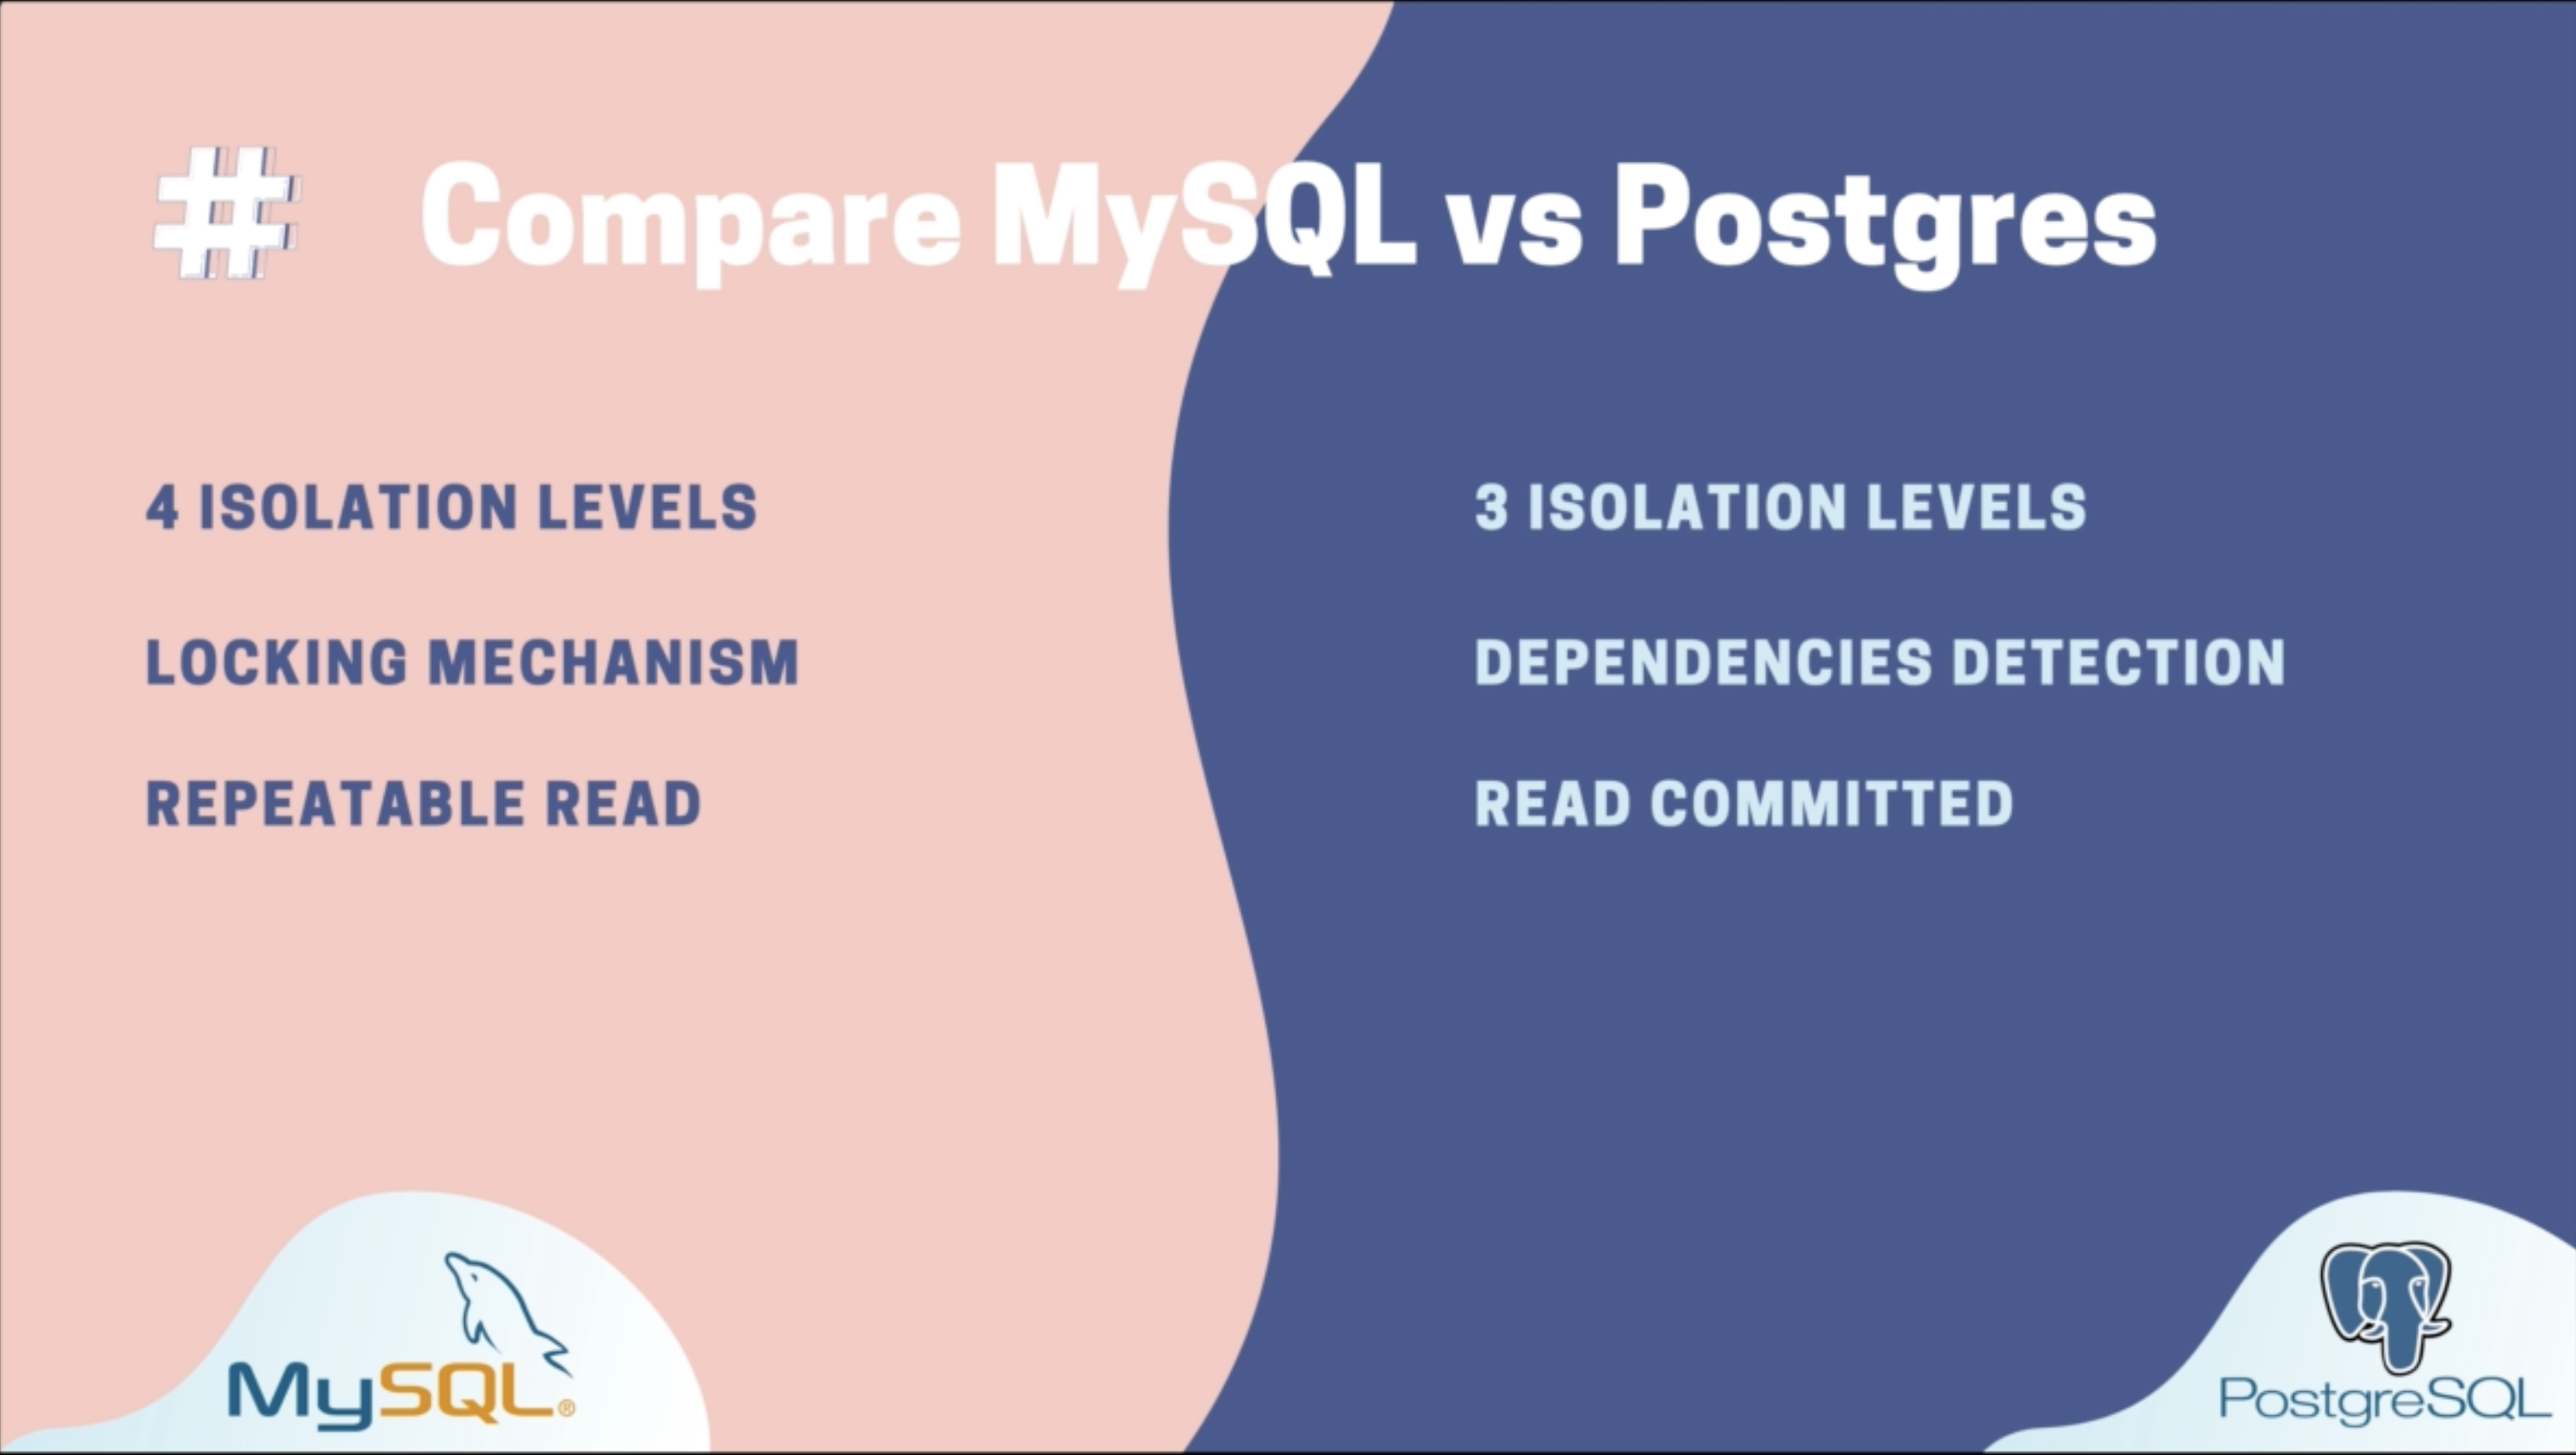 # Compare MySQL vs Postgres
4 ISOLATION LEVELS
LOCKING MECHANISM
REPEATABLE READ
3 ISOLATION LEVELS
DEPENDENCIES DETECTION
READ COMMITTED
MySQL®
PostgreSQL